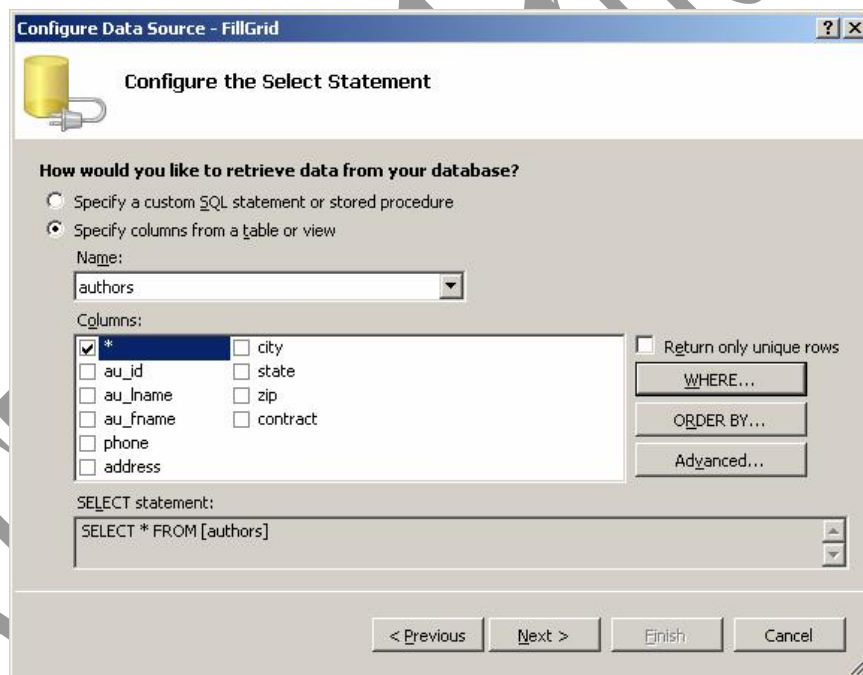 Configure Data Source - FillGrid
Configure the Select Statement
How would you like to retrieve data from your database?
Specify a custom SQL statement or stored procedure
Specify columns from a table or view
Name:
authors
Columns:
* city
au_id state
au_lname zip
au_fname contract
phone
address
Return only unique rows
WHERE...
ORDER BY...
Advanced...
SELECT statement:
SELECT * FROM [authors]
< Previous Next > Finish Cancel